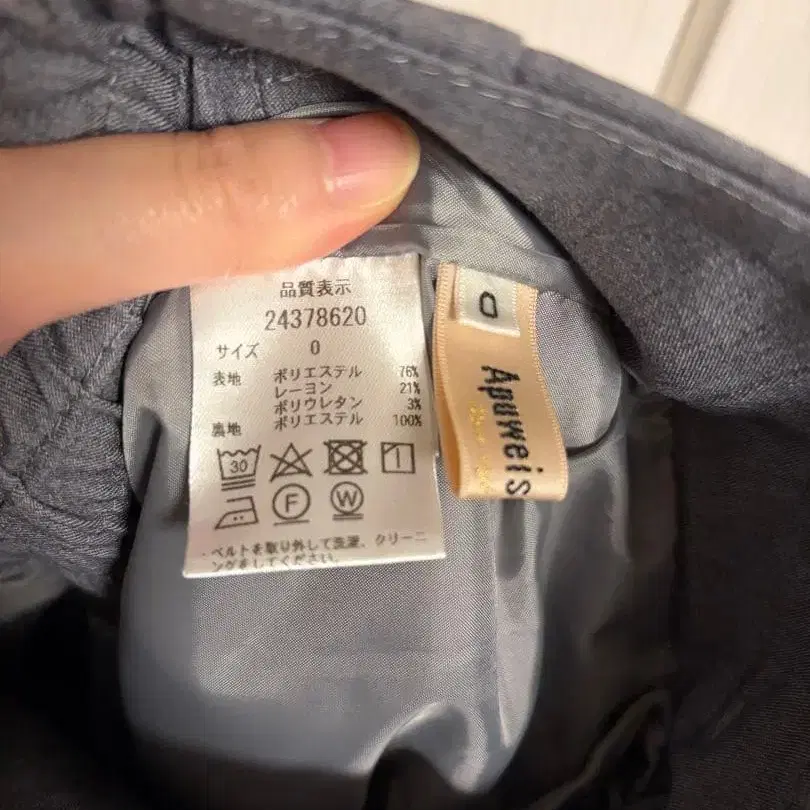 品質表示
24378620
サイズ 0
表地 ポリエステル 76%
レーヨン 21%
ポリウレタン 3%
裏地 ポリエステル 100%
30
F W
・ベルトを取り外して洗濯、クリーニ
ングをしてください。
0
Apuweis